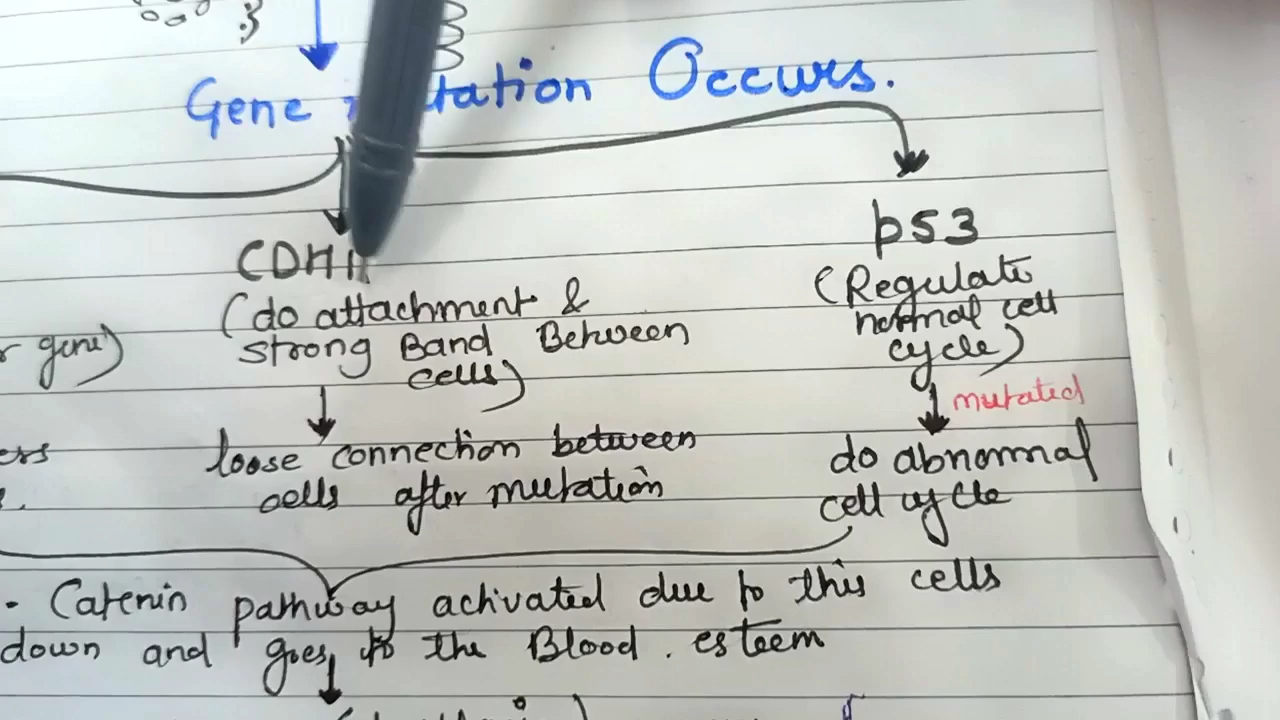 Gene tation Occurs.
CDH1
(do attachment &
strong Band Between
cells)
loose connection between
cells after mutation
p53
(Regulate
normal cell
cycle)
mutated
do abnormal
cell cycle
r gene)
ers
s.
- Catenin pathway activated due to this cells
down and goes to the Blood . esteem